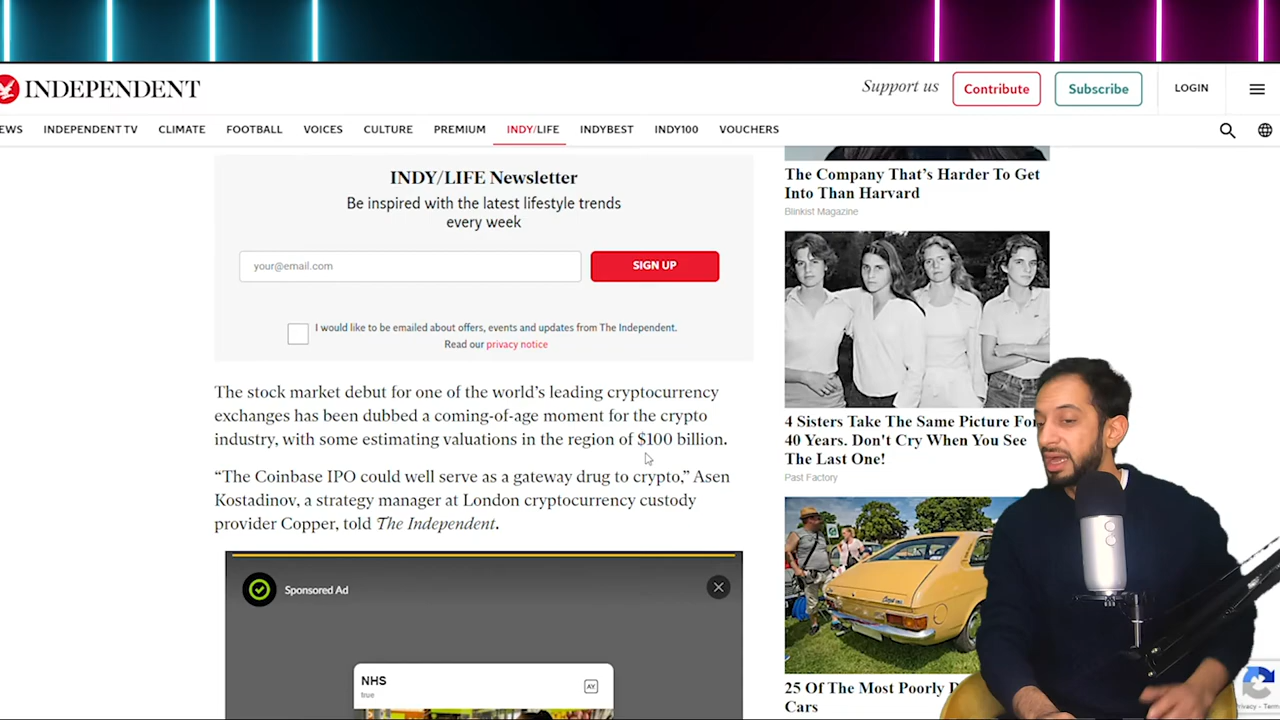 INDEPENDENT
Support us
Contribute
Subscribe
LOGIN
EWS INDEPENDENT TV CLIMATE FOOTBALL VOICES CULTURE PREMIUM INDY/LIFE INDYBEST INDY100 VOUCHERS
INDY/LIFE Newsletter
Be inspired with the latest lifestyle trends
every week
your@email.com
SIGN UP
I would like to be emailed about offers, events and updates from The Independent.
Read our privacy notice
The stock market debut for one of the world's leading cryptocurrency
exchanges has been dubbed a coming-of-age moment for the crypto
industry, with some estimating valuations in the region of $100 billion.
“The Coinbase IPO could well serve as a gateway drug to crypto,” Asen
Kostadinov, a strategy manager at London cryptocurrency custody
provider Copper, told The Independent.
Sponsored Ad
NHS
true
The Company That's Harder To Get
Into Than Harvard
Blinkist Magazine
4 Sisters Take The Same Picture For
40 Years. Don't Cry When You See
The Last One!
Past Factory
25 Of The Most Poorly
Cars